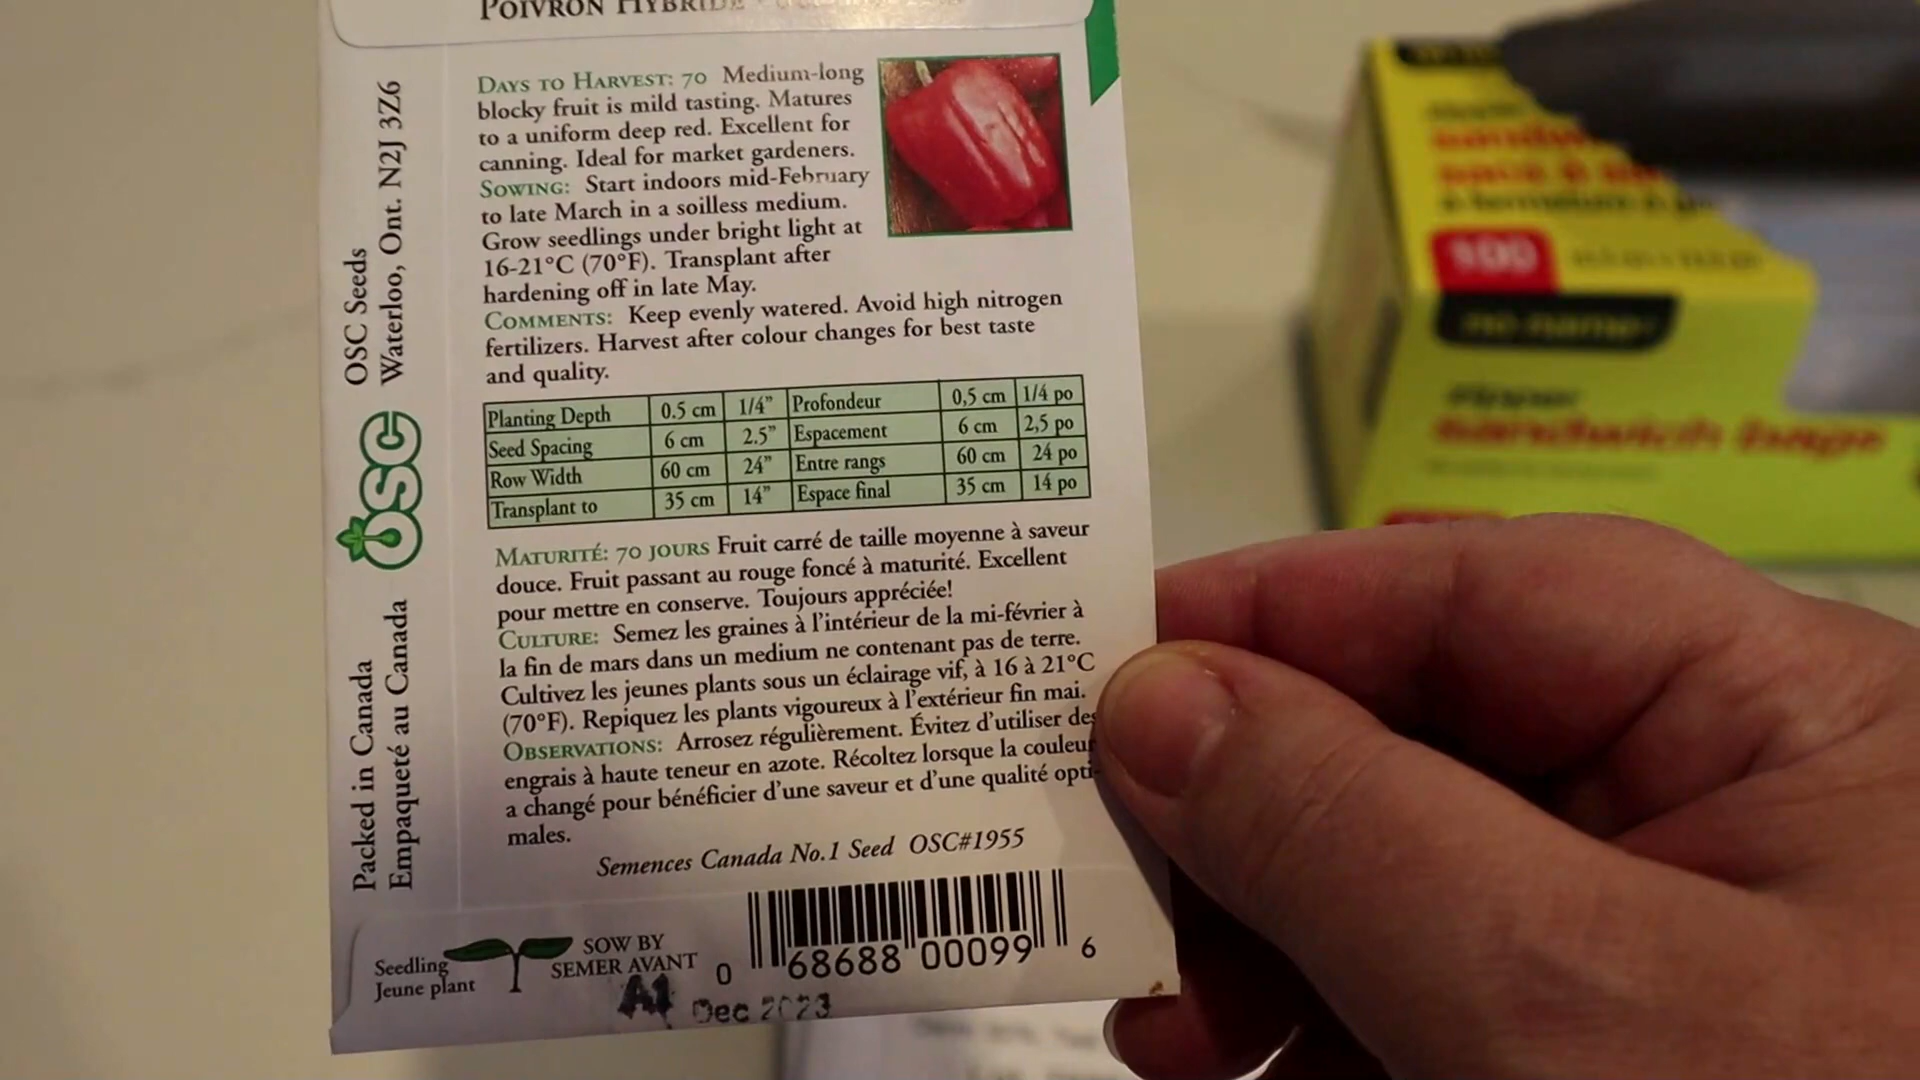 POIVRON HYBRIDE
DAYS TO HARVEST: 70 Medium-long
blocky fruit is mild tasting. Matures
to a uniform deep red. Excellent for
canning. Ideal for market gardeners.
SOWING: Start indoors mid-February
to late March in a soilless medium.
Grow seedlings under bright light at
16-21°C (70°F). Transplant after
hardening off in late May.
COMMENTS: Keep evenly watered. Avoid high nitrogen
fertilizers. Harvest after colour changes for best taste
and quality.
Planting Depth 0.5 cm 1/4” Profondeur 0,5 cm 1/4 po
Seed Spacing 6 cm 2.5” Espacement 6 cm 2,5 po
Row Width 60 cm 24” Entre rangs 60 cm 24 po
Transplant to 35 cm 14” Espace final 35 cm 14 po
MATURITÉ: 70 JOURS Fruit carré de taille moyenne à saveur
douce. Fruit passant au rouge foncé à maturité. Excellent
pour mettre en conserve. Toujours appréciée!
CULTURE: Semez les graines à l’intérieur de la mi-février à
la fin de mars dans un medium ne contenant pas de terre.
Cultivez les jeunes plants sous un éclairage vif, à 16 à 21°C
(70°F). Repiquez les plants vigoureux à l’extérieur fin mai.
OBSERVATIONS: Arrosez régulièrement. Évitez d’utiliser des
engrais à haute teneur en azote. Récoltez lorsque la couleur
a changé pour bénéficier d’une saveur et d’une qualité opti-
males.
Semences Canada No.1 Seed OSC#1955
0 68688 00099 6
SOW BY
SEMER AVANT
A1 Dec 2023
Seedling
Jeune plant
OSC Seeds
Waterloo, Ont. N2J 3Z6
OSC
Packed in Canada
Empaqueté au Canada
100
no name
zipper
sandwich bags